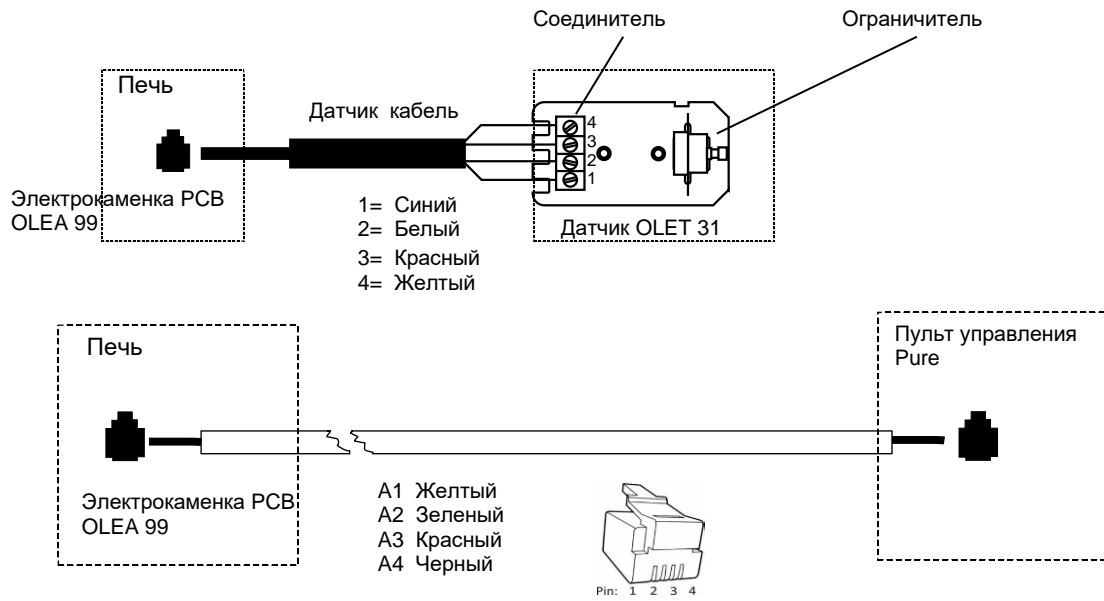 Соединитель
Ограничитель
Печь
Датчик кабель
4
3
2
1
Электрокаменка PCB
OLEA 99
1= Синий
2= Белый
3= Красный
4= Желтый
Датчик OLET 31
Печь
Пульт управления
Pure
Электрокаменка PCB
OLEA 99
A1 Желтый
A2 Зеленый
A3 Красный
A4 Черный
Pin: 1 2 3 4